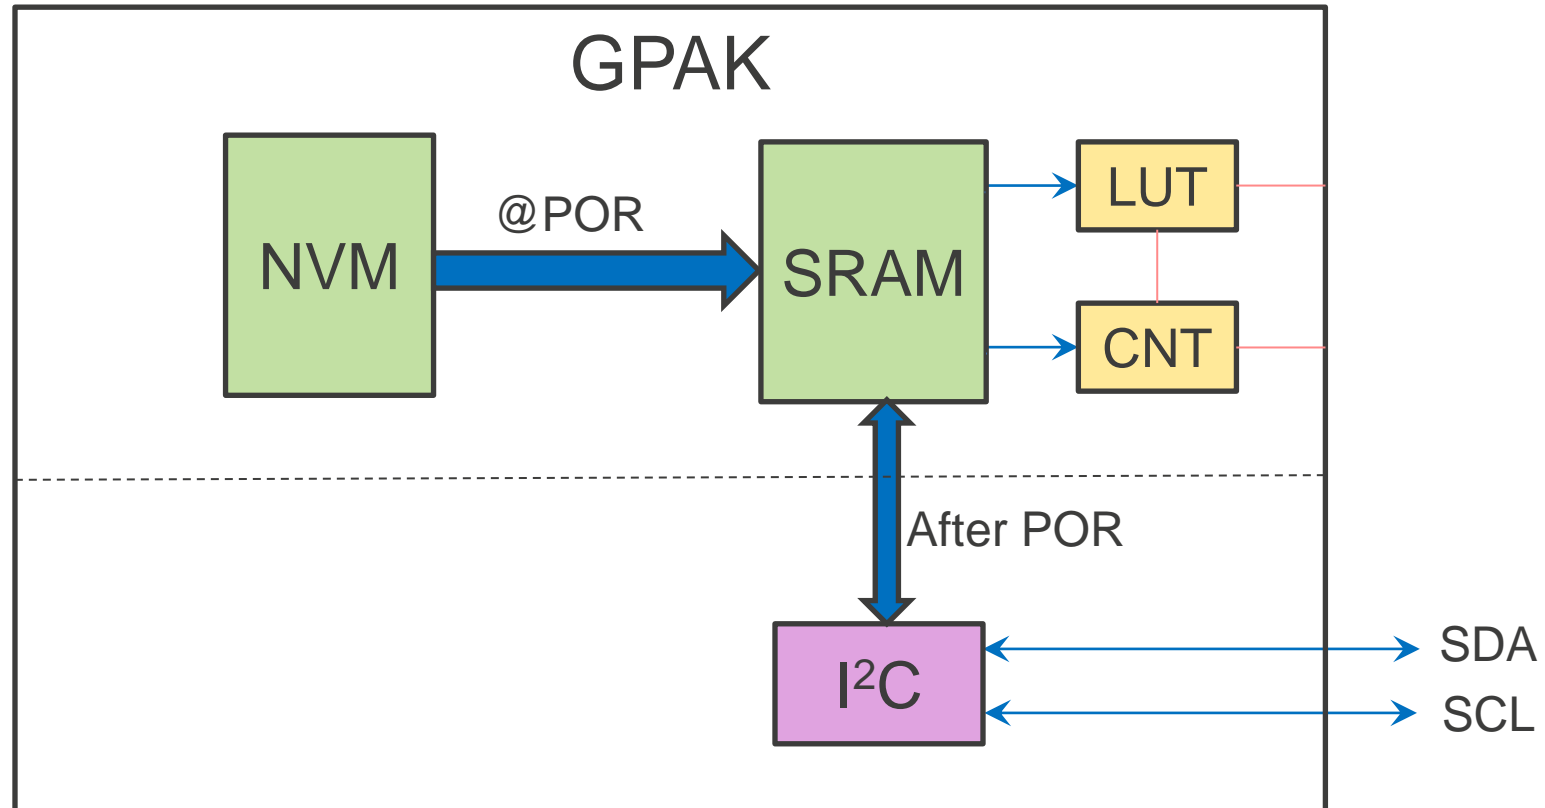 GPAK
NVM
@POR
SRAM
LUT
CNT
After POR
I²C
SDA
SCL